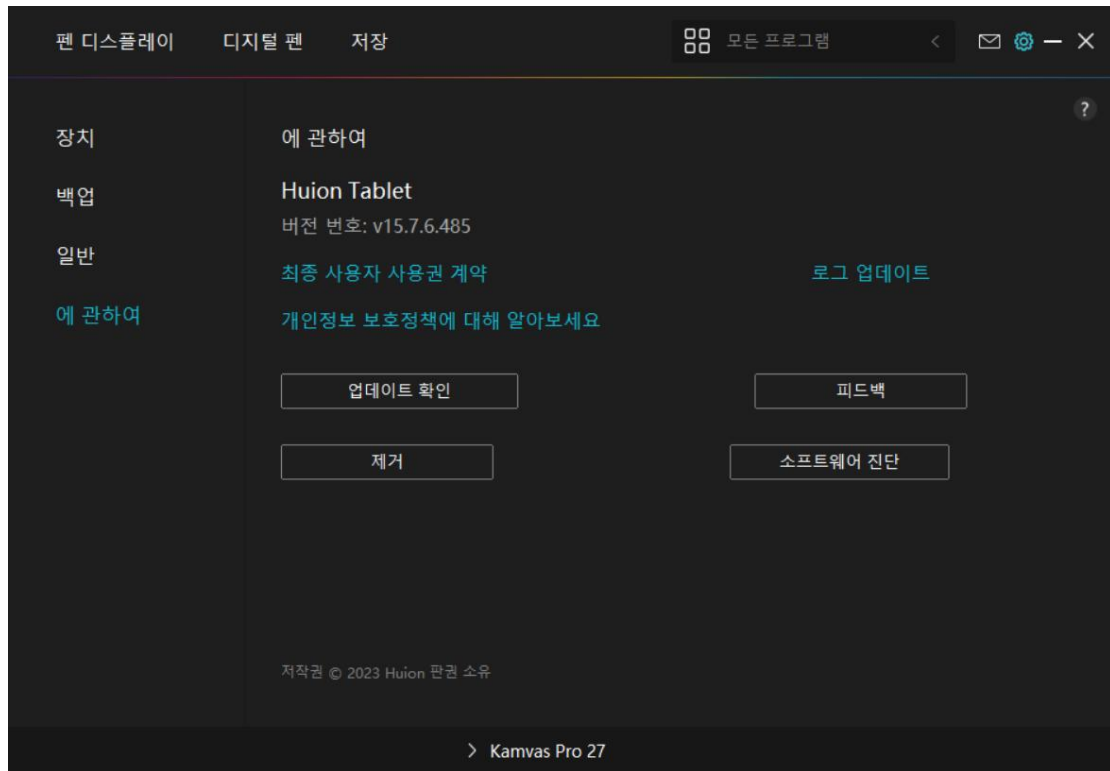 펜 디스플레이 디지털 펜 저장 모든 프로그램
?
장치
백업
일반
에 관하여
에 관하여
Huion Tablet
버전 번호: v15.7.6.485
최종 사용자 사용권 계약 로그 업데이트
개인정보 보호정책에 대해 알아보세요
업데이트 확인 피드백
제거 소프트웨어 진단
저작권 © 2023 Huion 판권 소유
Kamvas Pro 27